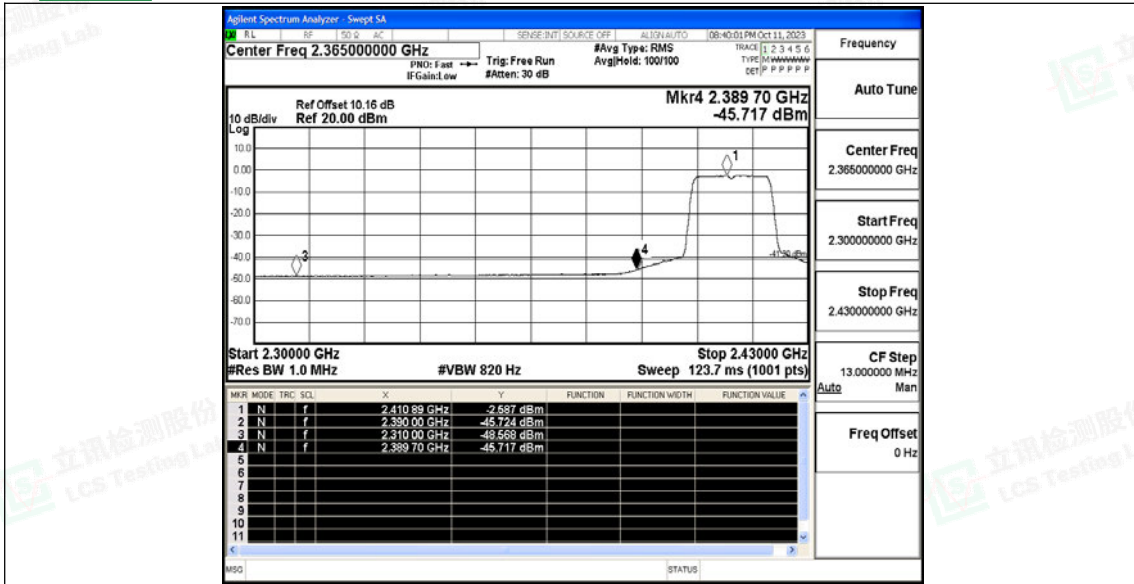 Agilent Spectrum Analyzer - Swept SA
RL RF 50 Ω AC SENSE:INT SOURCE OFF ALIGN AUTO 08:40:01 PM Oct 11, 2023
Center Freq 2.365000000 GHz
PNO: Fast
IFGain:Low
Trig: Free Run
#Atten: 30 dB
#Avg Type: RMS
Avg|Hold: 100/100
TRACE 1 2 3 4 5 6
TYPE M
DET P P P P P P
Frequency
Auto Tune
Center Freq
2.365000000 GHz
Start Freq
2.300000000 GHz
Stop Freq
2.430000000 GHz
CF Step
13.000000 MHz
Auto Man
Freq Offset
0 Hz
Mkr4 2.389 70 GHz
-45.717 dBm
Ref Offset 10.16 dB
10 dB/div Ref 20.00 dBm
Log
10.0
0.00
-10.0
-20.0
-30.0
-40.0
-50.0
-60.0
-70.0
1
3
4
Start 2.30000 GHz Stop 2.43000 GHz
#Res BW 1.0 MHz #VBW 820 Hz Sweep 123.7 ms (1001 pts)
MKR MODE TRC SCL X Y FUNCTION FUNCTION WIDTH FUNCTION VALUE
1 N f 2.410 89 GHz -2.587 dBm
2 N f 2.390 00 GHz -45.724 dBm
3 N f 2.310 00 GHz -48.568 dBm
4 N f 2.389 70 GHz -45.717 dBm
5
6
7
8
9
10
11
MSG STATUS
立讯检测股份
LCS Testing Lab